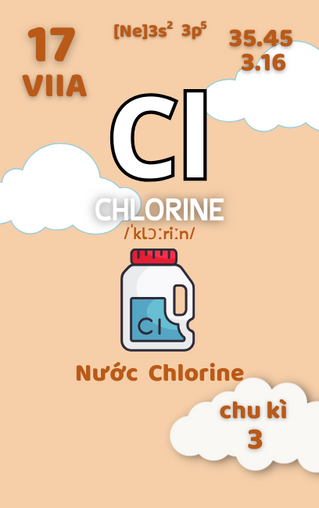 17
VIIA
[Ne]3s² 3p⁵
35.45
3.16
Cl
CHLORINE
/ˈklɔːriːn/
Cl
Nước Chlorine
chu kì
3